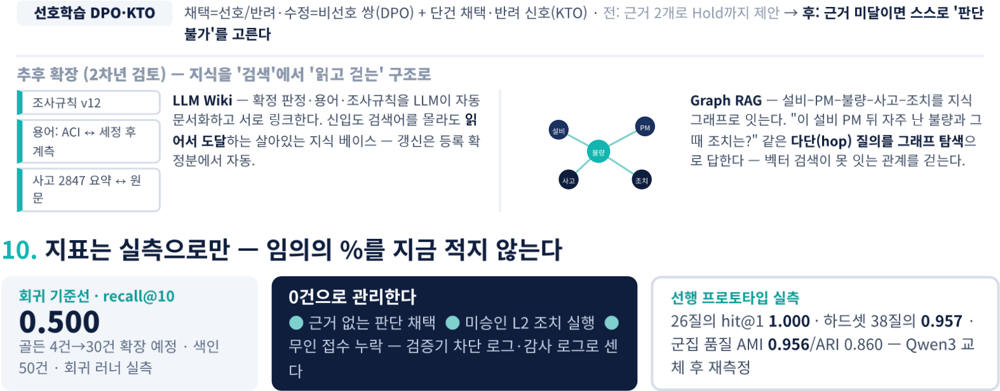 선호학습 DPO·KTO
채택=선호/반려·수정=비선호 쌍(DPO) + 단건 채택·반려 신호(KTO) · 전: 근거 2개로 Hold까지 제안 → 후: 근거 미달이면 스스로 '판단
불가'를 고른다
추후 확장 (2차년 검토) — 지식을 '검색'에서 '읽고 걷는' 구조로
조사규칙 v12
용어: ACI ↔ 세정 후
계측
사고 2847 요약 ↔ 원
문
LLM Wiki — 확정 판정·용어·조사규칙을 LLM이 자동
문서화하고 서로 링크한다. 신입도 검색어를 몰라도 읽
어서 도달하는 살아있는 지식 베이스 — 갱신은 등록 확
정분에서 자동.
설비
PM
불량
사고
조치
Graph RAG — 설비–PM–불량–사고–조치를 지식
그래프로 잇는다. "이 설비 PM 뒤 자주 난 불량과 그
때 조치는?" 같은 다단(hop) 질의를 그래프 탐색으
로 답한다 — 벡터 검색이 못 잇는 관계를 걷는다.
10. 지표는 실측으로만 — 임의의 %를 지금 적지 않는다
회귀 기준선 · recall@10
0.500
골든 4건→30건 확장 예정 · 색인
50건 · 회귀 러너 실측
0건으로 관리한다
● 근거 없는 판단 채택 ● 미승인 L2 조치 실행 ●
무인 접수 누락 — 검증기 차단 로그·감사 로그로 센
다
선행 프로토타입 실측
26질의 hit@1 1.000 · 하드셋 38질의 0.957 ·
군집 품질 AMI 0.956/ARI 0.860 — Qwen3 교
체 후 재측정